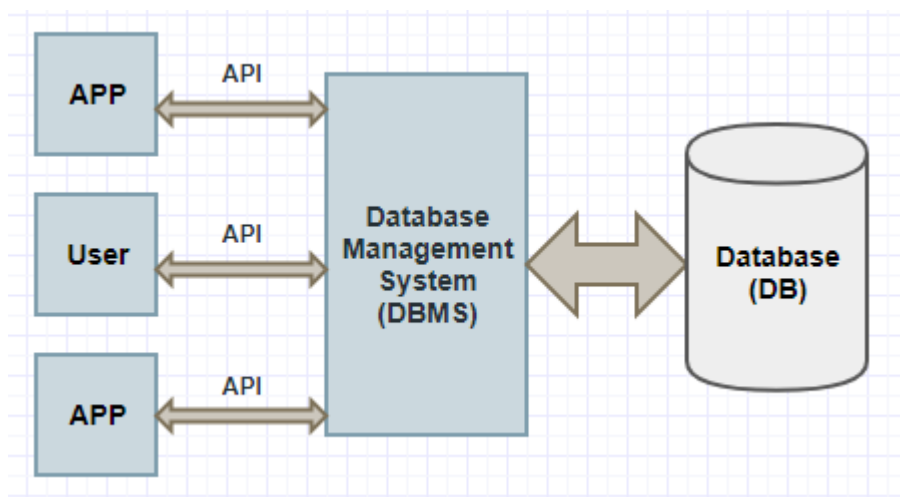 APP
API
User
API
APP
API
Database
Management
System
(DBMS)
Database
(DB)